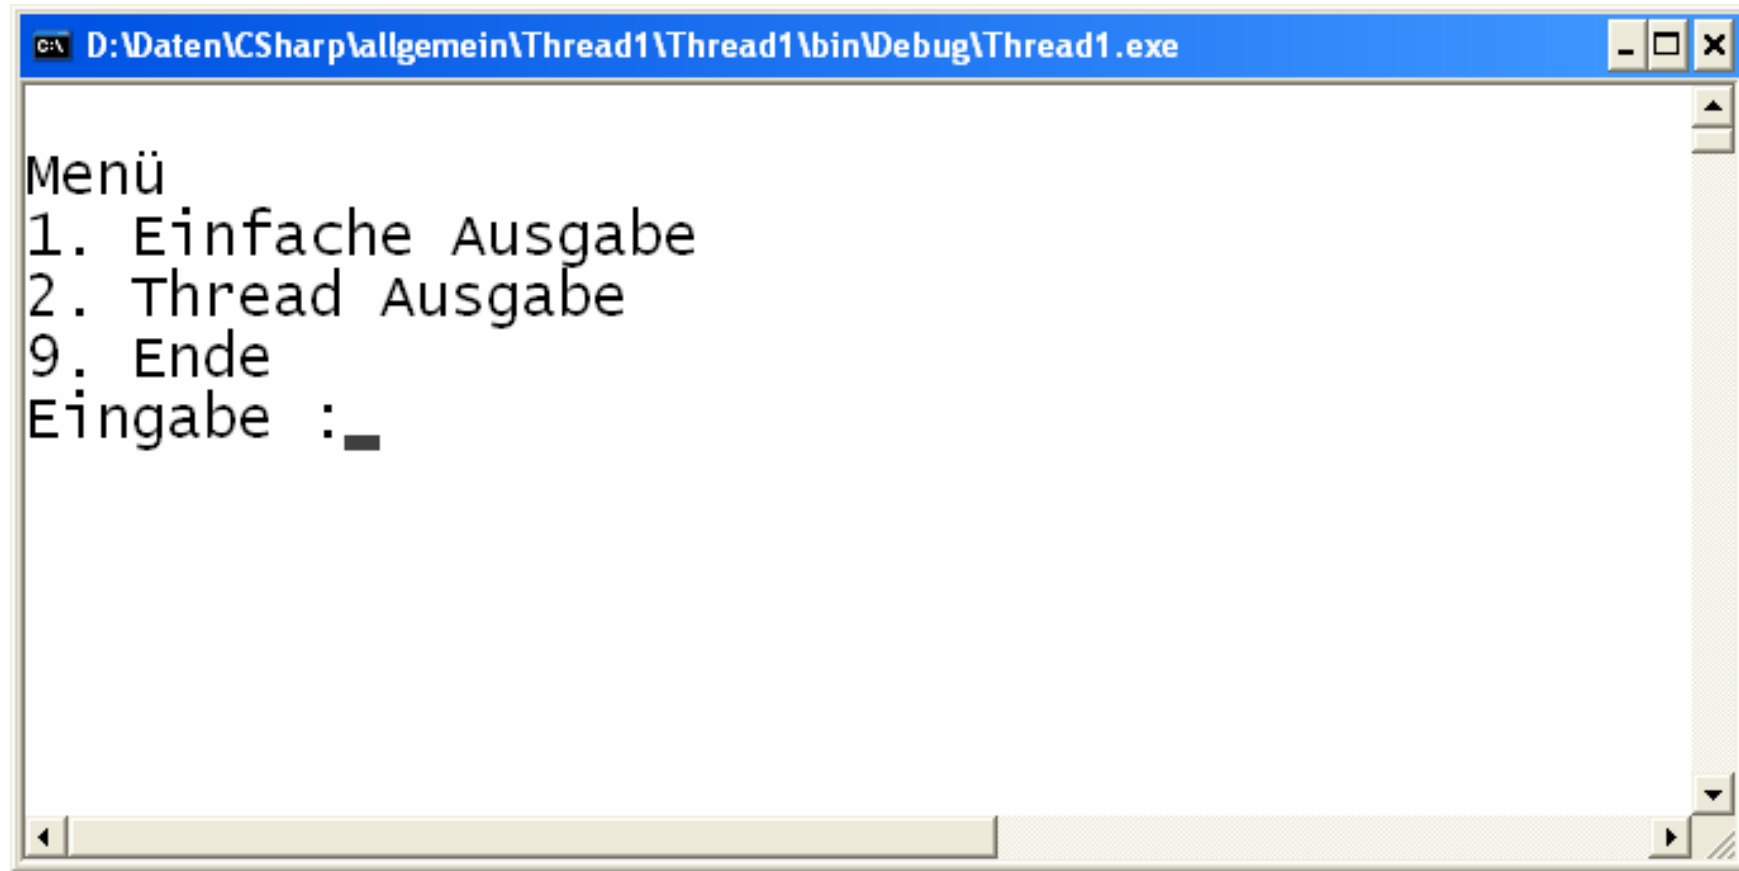 C:\ D:\Daten\CSharp\allgemein\Thread1\Thread1\bin\Debug\Thread1.exe
Menü
1. Einfache Ausgabe
2. Thread Ausgabe
9. Ende
Eingabe :_